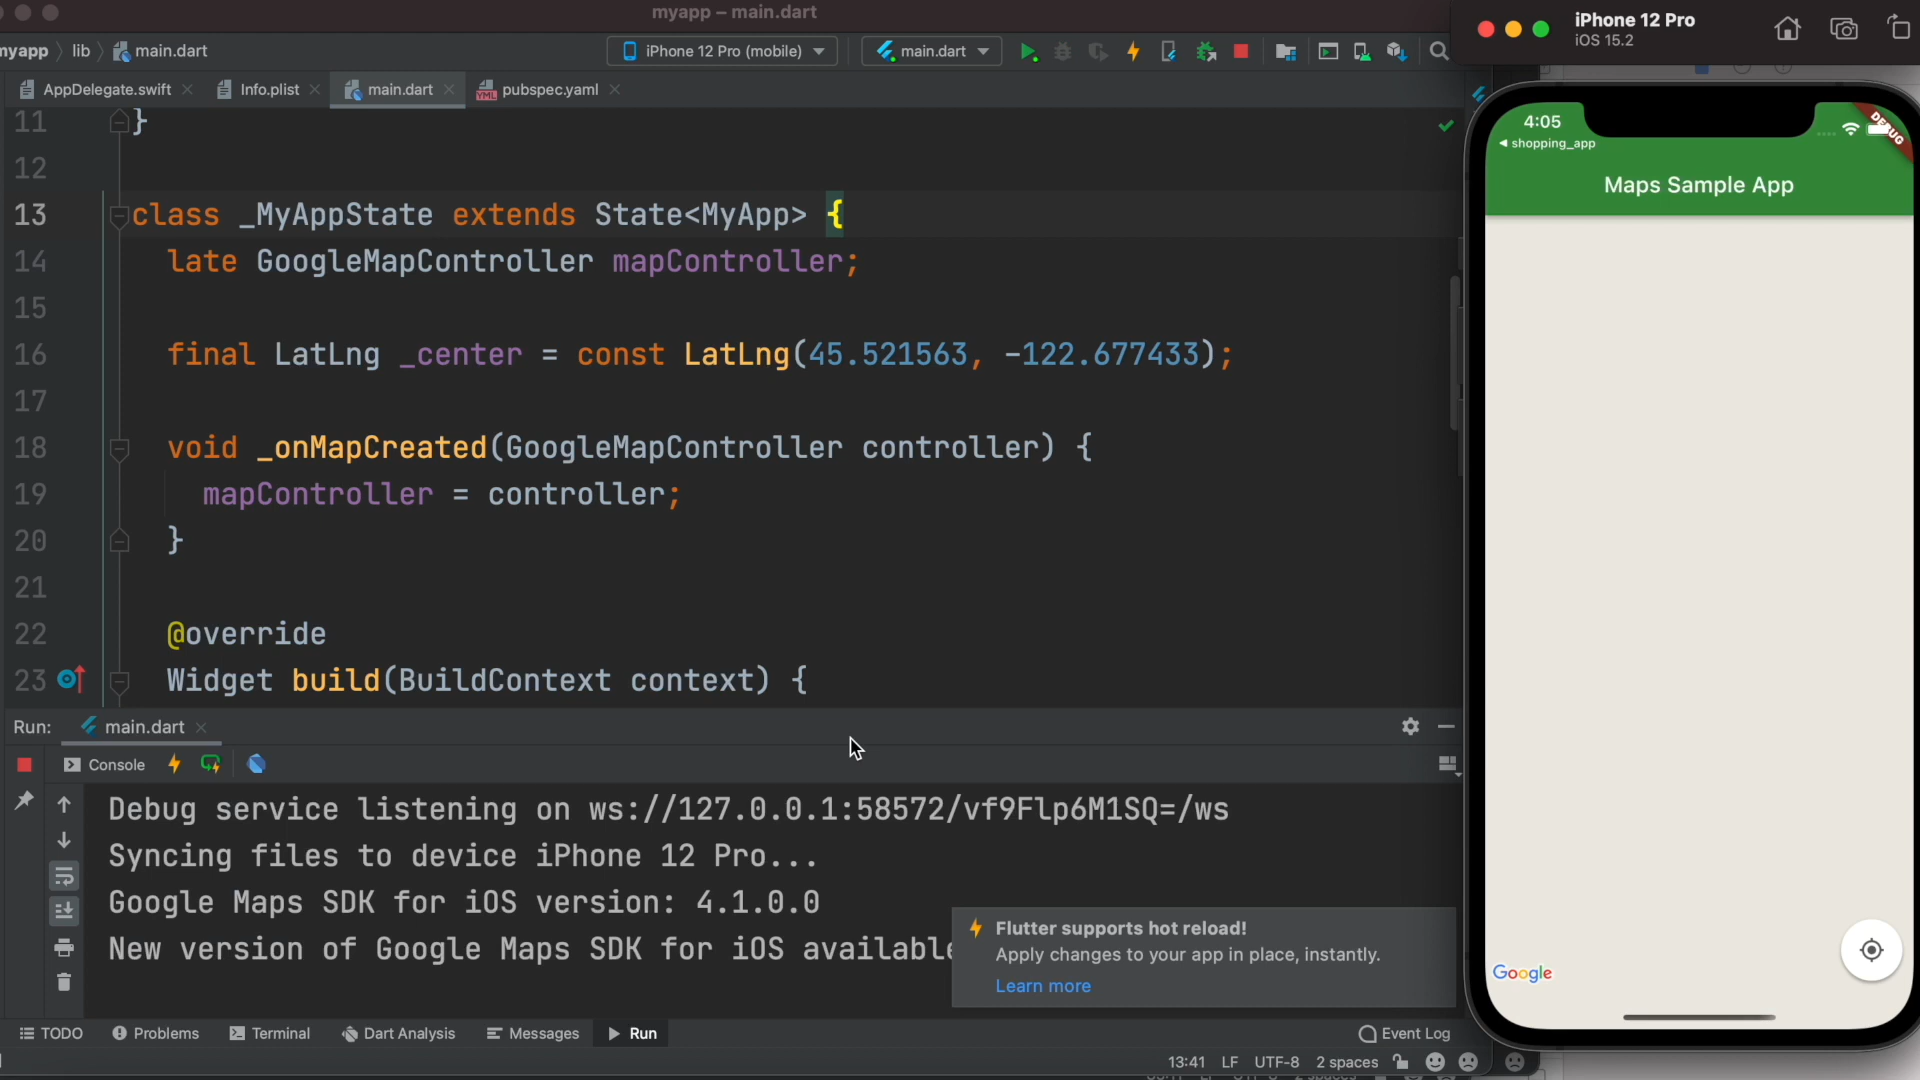 myapp – main.dart
myapp lib main.dart
iPhone 12 Pro (mobile)
main.dart
AppDelegate.swift
Info.plist
main.dart
pubspec.yaml
11 }
12
13 class _MyAppState extends State<MyApp> {
14 late GoogleMapController mapController;
15
16 final LatLng _center = const LatLng(45.521563, -122.677433);
17
18 void _onMapCreated(GoogleMapController controller) {
19 mapController = controller;
20 }
21
22 @override
23 Widget build(BuildContext context) {
Run: main.dart
Console
Debug service listening on ws://127.0.0.1:58572/vf9Flp6M1SQ=/ws
Syncing files to device iPhone 12 Pro...
Google Maps SDK for iOS version: 4.1.0.0
New version of Google Maps SDK for iOS available
Flutter supports hot reload!
Apply changes to your app in place, instantly.
Learn more
TODO Problems Terminal Dart Analysis Messages Run Event Log
13:41 LF UTF-8 2 spaces
iPhone 12 Pro
iOS 15.2
4:05
shopping_app
DEBUG
Maps Sample App
Google